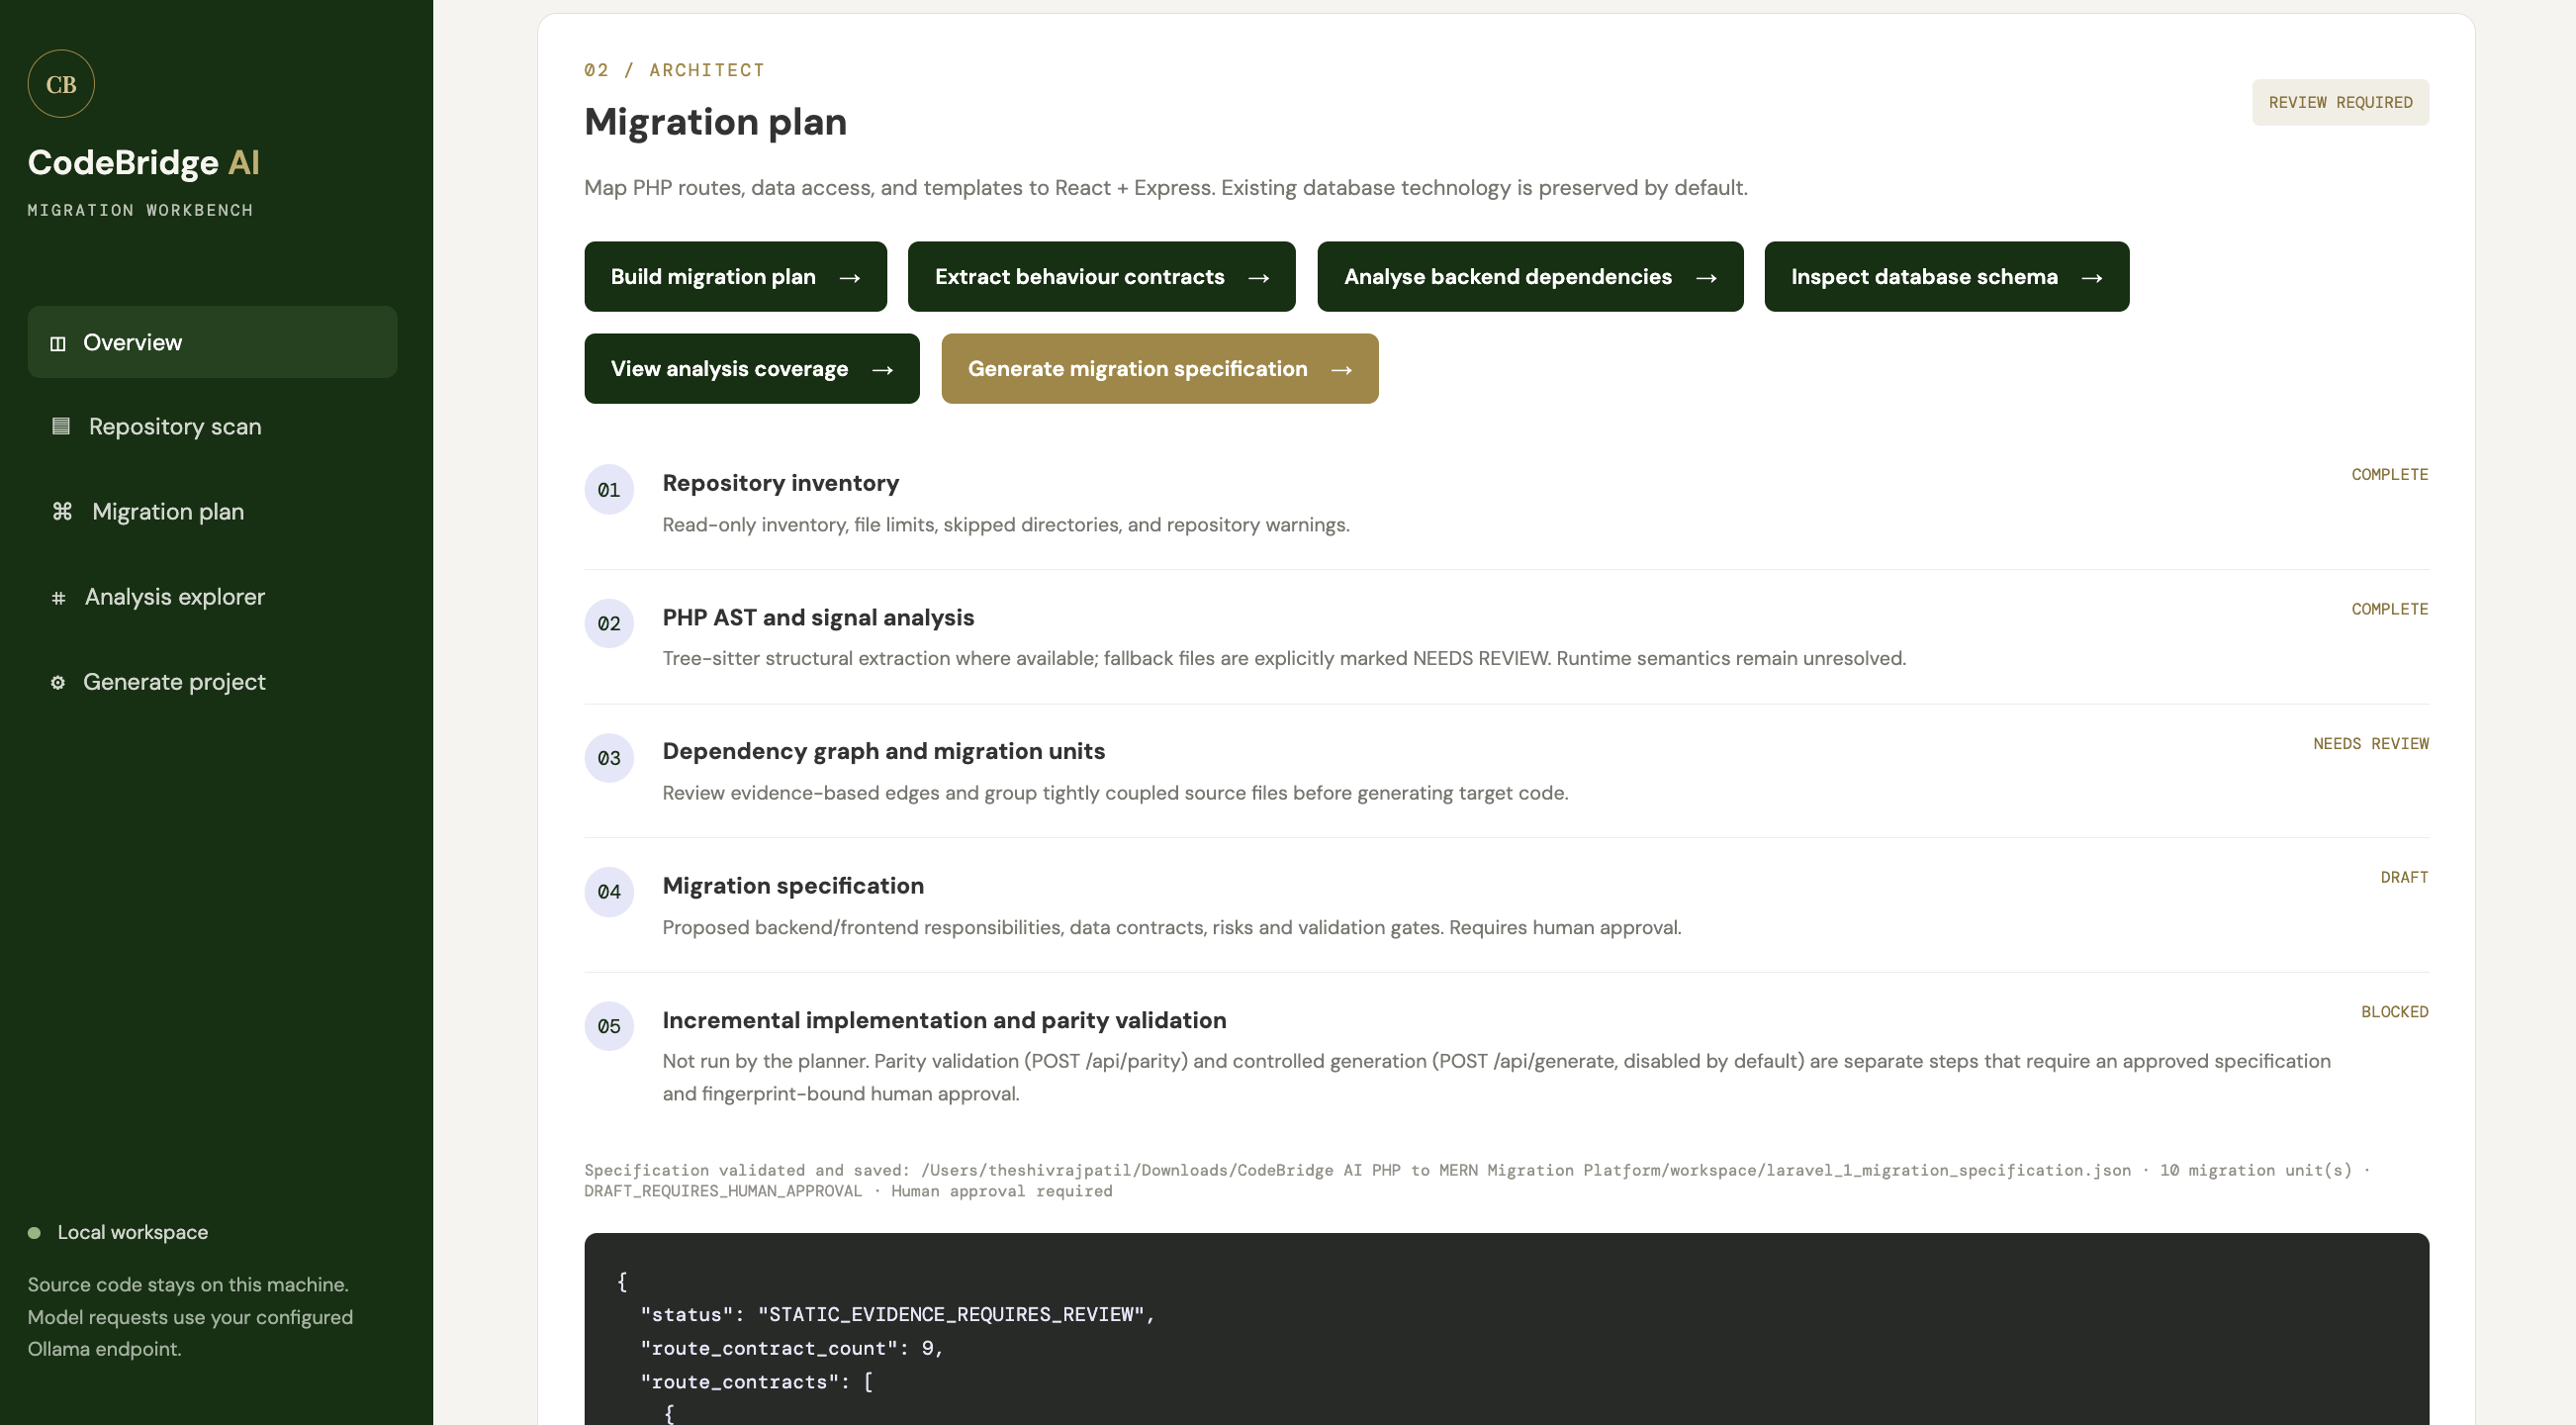 CB
CodeBridge AI
MIGRATION WORKBENCH
Overview
Repository scan
Migration plan
Analysis explorer
Generate project
Local workspace
Source code stays on this machine.
Model requests use your configured
Ollama endpoint.
02 / ARCHITECT
Migration plan
REVIEW REQUIRED
Map PHP routes, data access, and templates to React + Express. Existing database technology is preserved by default.
Build migration plan →
Extract behaviour contracts →
Analyse backend dependencies →
Inspect database schema →
View analysis coverage →
Generate migration specification →
01
Repository inventory
COMPLETE
Read-only inventory, file limits, skipped directories, and repository warnings.
02
PHP AST and signal analysis
COMPLETE
Tree-sitter structural extraction where available; fallback files are explicitly marked NEEDS REVIEW. Runtime semantics remain unresolved.
03
Dependency graph and migration units
NEEDS REVIEW
Review evidence-based edges and group tightly coupled source files before generating target code.
04
Migration specification
DRAFT
Proposed backend/frontend responsibilities, data contracts, risks and validation gates. Requires human approval.
05
Incremental implementation and parity validation
BLOCKED
Not run by the planner. Parity validation (POST /api/parity) and controlled generation (POST /api/generate, disabled by default) are separate steps that require an approved specification
and fingerprint-bound human approval.
Specification validated and saved: /Users/theshivrajpatil/Downloads/CodeBridge AI PHP to MERN Migration Platform/workspace/laravel_1_migration_specification.json · 10 migration unit(s) ·
DRAFT_REQUIRES_HUMAN_APPROVAL · Human approval required
{
"status": "STATIC_EVIDENCE_REQUIRES_REVIEW",
"route_contract_count": 9,
"route_contracts": [
{